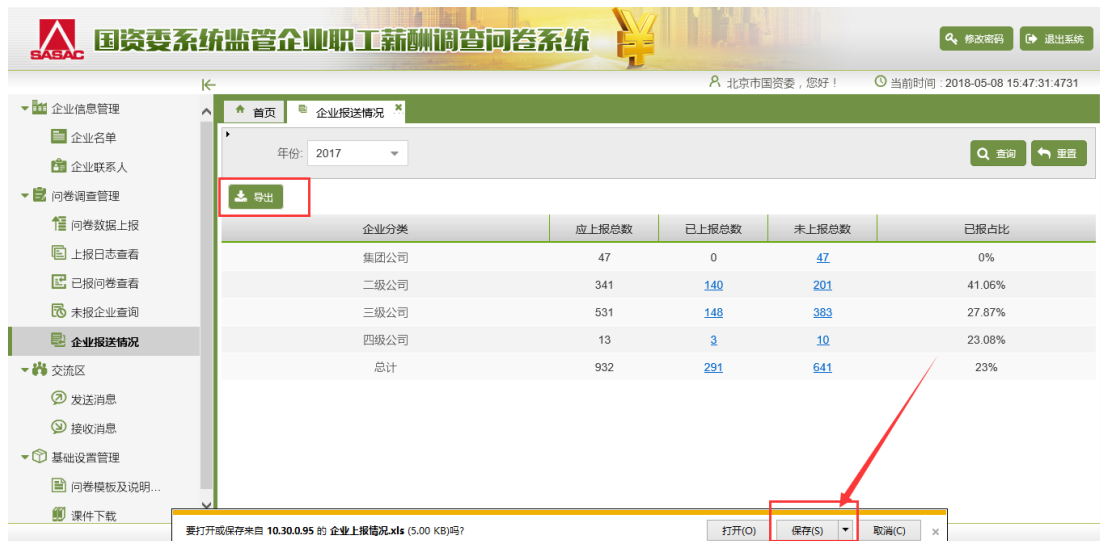 SASAC 国资委系统监管企业职工薪酬调查问卷系统 修改密码 退出系统
北京市国资委，您好！ 当前时间 : 2018-05-08 15:47:31:4731
企业信息管理
企业名单
企业联系人
问卷调查管理
问卷数据上报
上报日志查看
已报问卷查看
未报企业查询
企业报送情况
交流区
发送消息
接收消息
基础设置管理
问卷模板及说明...
课件下载
首页 企业报送情况
年份: 2017 查询 重置
导出
企业分类 应上报总数 已上报总数 未上报总数 已报占比
集团公司 47 0 47 0%
二级公司 341 140 201 41.06%
三级公司 531 148 383 27.87%
四级公司 13 3 10 23.08%
总计 932 291 641 23%
要打开或保存来自 10.30.0.95 的 企业上报情况.xls (5.00 KB)吗? 打开(O) 保存(S) 取消(C)